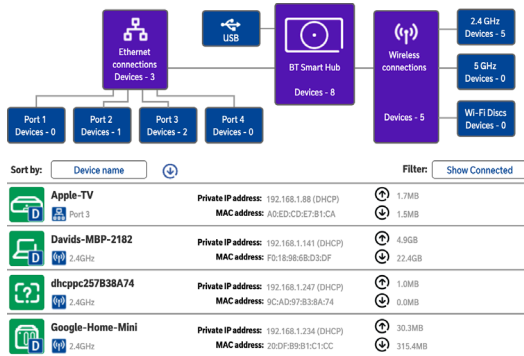 Ethernet
connections
Devices - 3
USB
BT Smart Hub
Devices - 8
Wireless
connections
Devices - 5
2.4 GHz
Devices - 5
5 GHz
Devices - 0
Wi-Fi Discs
Devices - 0
Port 1
Devices - 0
Port 2
Devices - 1
Port 3
Devices - 2
Port 4
Devices - 0
Sort by: Device name Filter: Show Connected
Apple-TV
D Port 3
Private IP address: 192.168.1.88 (DHCP) 1.7MB
MAC address: A0:ED:CD:E7:B1:CA 1.5MB
Davids-MBP-2182
D 2.4GHz
Private IP address: 192.168.1.141 (DHCP) 4.9GB
MAC address: F0:18:98:6B:D3:DF 22.4GB
dhcppc257B38A74
2.4GHz
Private IP address: 192.168.1.247 (DHCP) 1.0MB
MAC address: 9C:AD:97:B3:8A:74 0.0MB
Google-Home-Mini
D 2.4GHz
Private IP address: 192.168.1.234 (DHCP) 30.3MB
MAC address: 20:DF:B9:B1:C1:CC 315.4MB